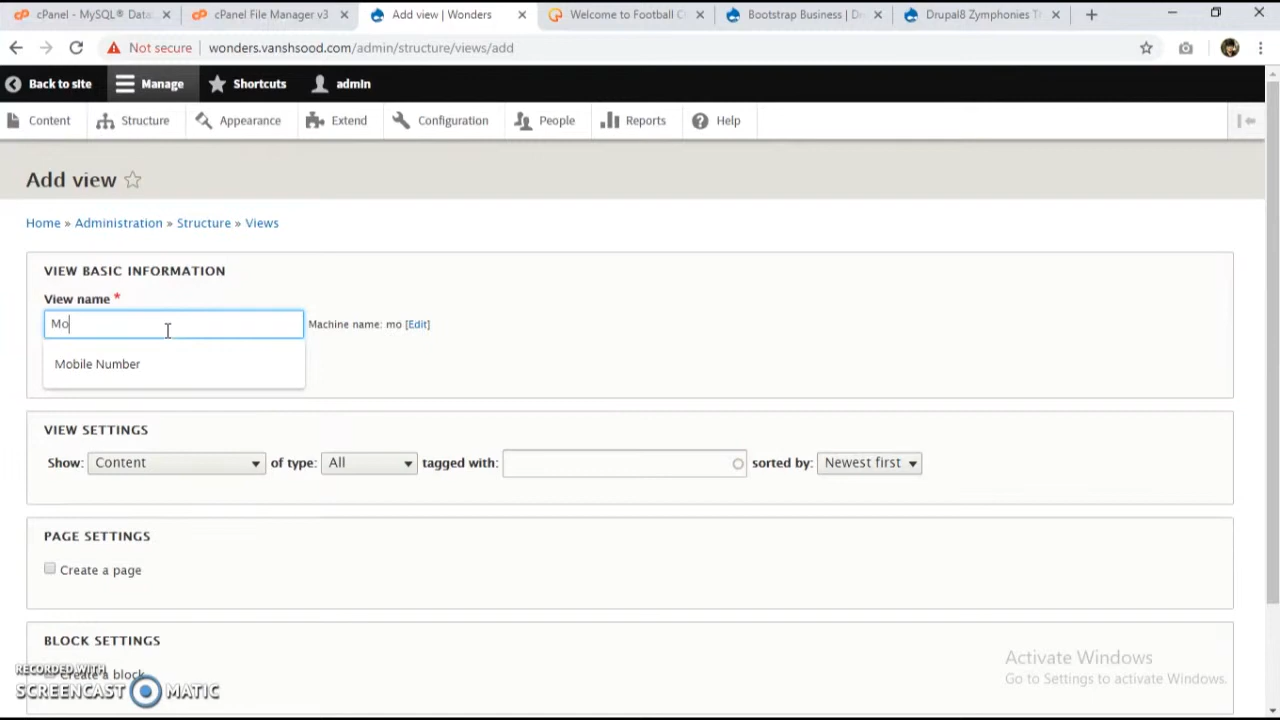 cPanel - MySQL® Data
cPanel File Manager v3
Add view | Wonders
Welcome to Football C
Bootstrap Business | Dr
Drupal8 Zymphonies T
Not secure
wonders.vanshsood.com/admin/structure/views/add
Back to site
Manage
Shortcuts
admin
Content
Structure
Appearance
Extend
Configuration
People
Reports
Help
Add view
Home » Administration » Structure » Views
VIEW BASIC INFORMATION
View name *
Mo
Machine name: mo [Edit]
Mobile Number
VIEW SETTINGS
Show: Content of type: All tagged with: sorted by: Newest first
PAGE SETTINGS
Create a page
BLOCK SETTINGS
Create a block
RECORDED WITH
SCREENCAST MATIC
Activate Windows
Go to Settings to activate Windows.